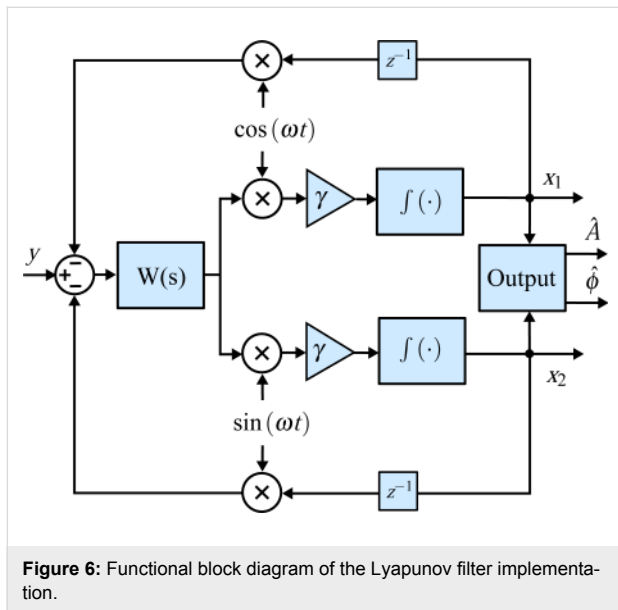 z⁻¹
cos (ωt)
γ
∫(·)
x₁
Â
y
+
−
−
W(s)
Output
ϕ̂
γ
∫(·)
x₂
sin (ωt)
z⁻¹
Figure 6: Functional block diagram of the Lyapunov filter implementa-
tion.